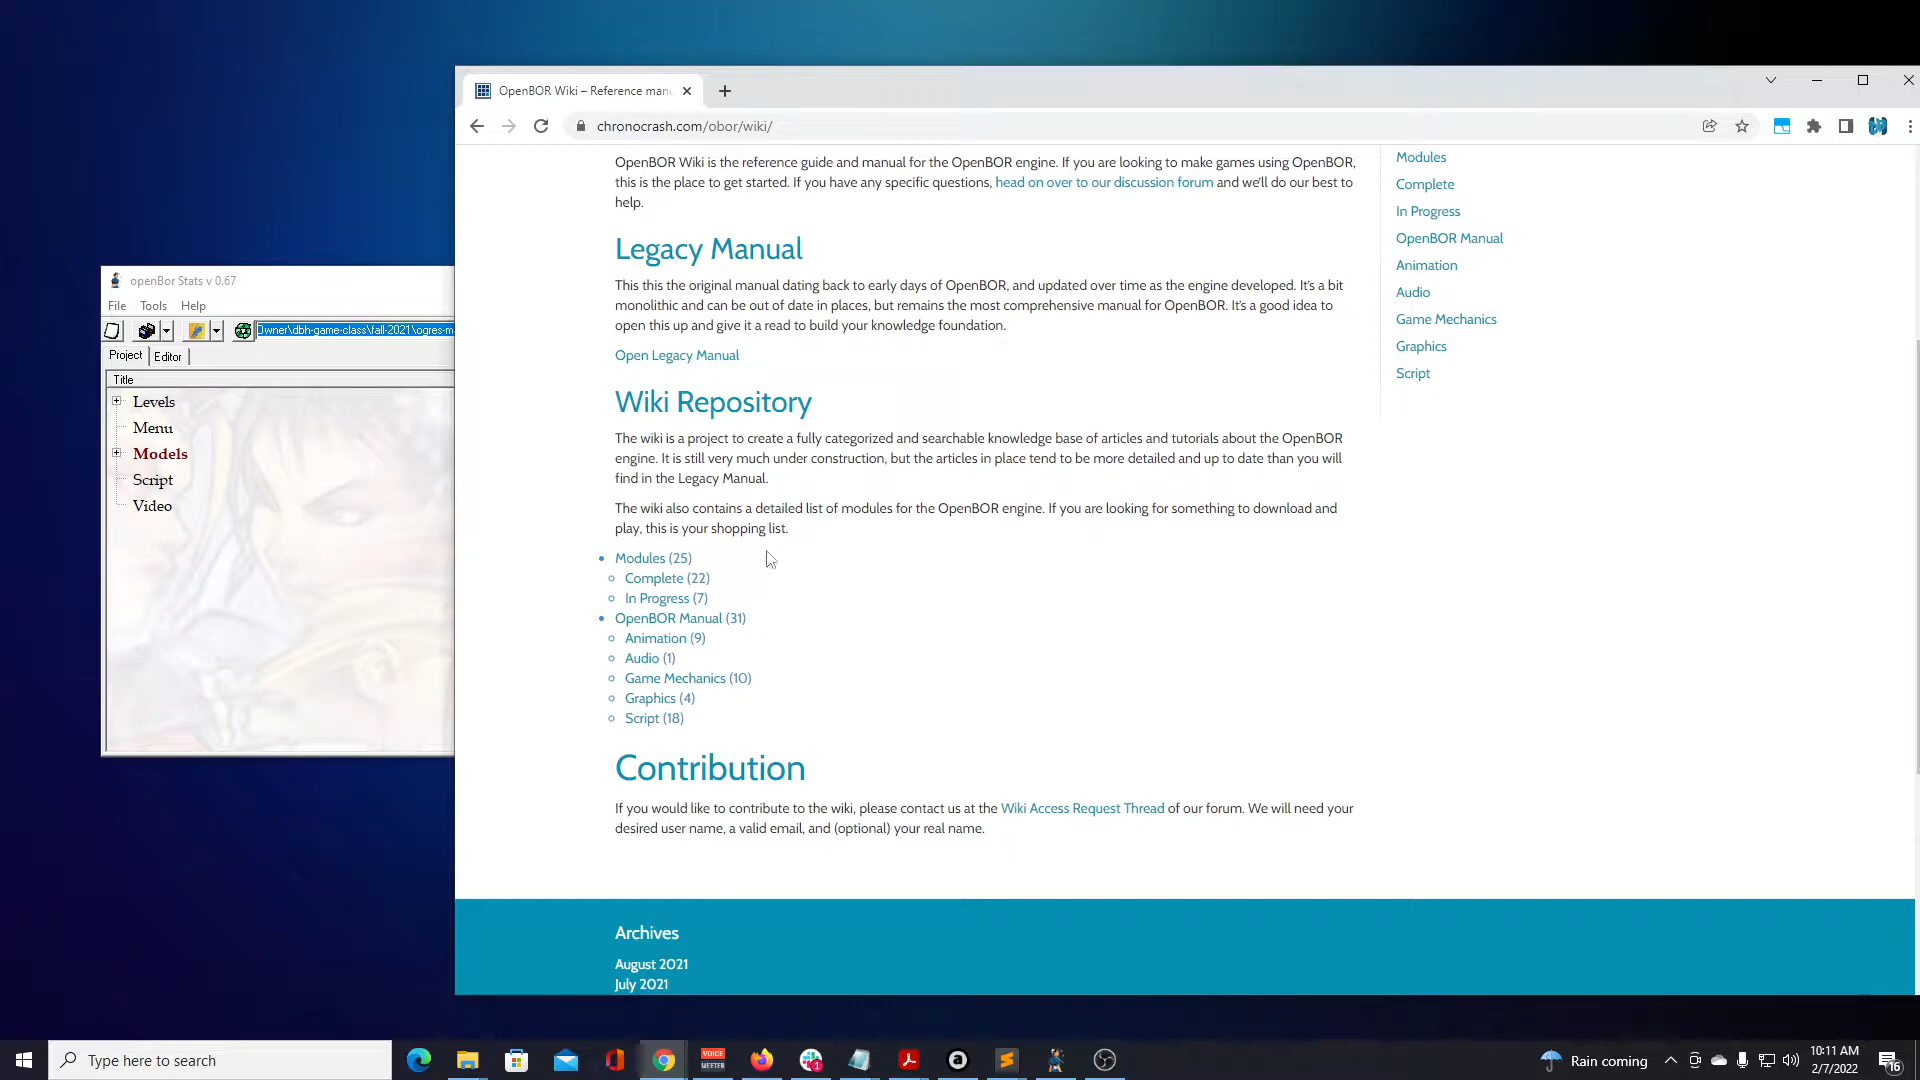 OpenBOR Wiki – Reference manu
chronocrash.com/obor/wiki/
OpenBOR Wiki is the reference guide and manual for the OpenBOR engine. If you are looking to make games using OpenBOR,
this is the place to get started. If you have any specific questions, head on over to our discussion forum and we'll do our best to
help.
Legacy Manual
This this the original manual dating back to early days of OpenBOR, and updated over time as the engine developed. It's a bit
monolithic and can be out of date in places, but remains the most comprehensive manual for OpenBOR. It's a good idea to
open this up and give it a read to build your knowledge foundation.
Open Legacy Manual
Wiki Repository
The wiki is a project to create a fully categorized and searchable knowledge base of articles and tutorials about the OpenBOR
engine. It is still very much under construction, but the articles in place tend to be more detailed and up to date than you will
find in the Legacy Manual.
The wiki also contains a detailed list of modules for the OpenBOR engine. If you are looking for something to download and
play, this is your shopping list.
Modules (25)
Complete (22)
In Progress (7)
OpenBOR Manual (31)
Animation (9)
Audio (1)
Game Mechanics (10)
Graphics (4)
Script (18)
Contribution
If you would like to contribute to the wiki, please contact us at the Wiki Access Request Thread of our forum. We will need your
desired user name, a valid email, and (optional) your real name.
Archives
August 2021
July 2021
Modules
Complete
In Progress
OpenBOR Manual
Animation
Audio
Game Mechanics
Graphics
Script
openBor Stats v 0.67
File Tools Help
Owner\dbh-game-class\fall-2021\ogres-m
Project Editor
Title
Levels
Menu
Models
Script
Video
Type here to search
VOICE
MEETER
1
Rain coming
10:11 AM
2/7/2022
16